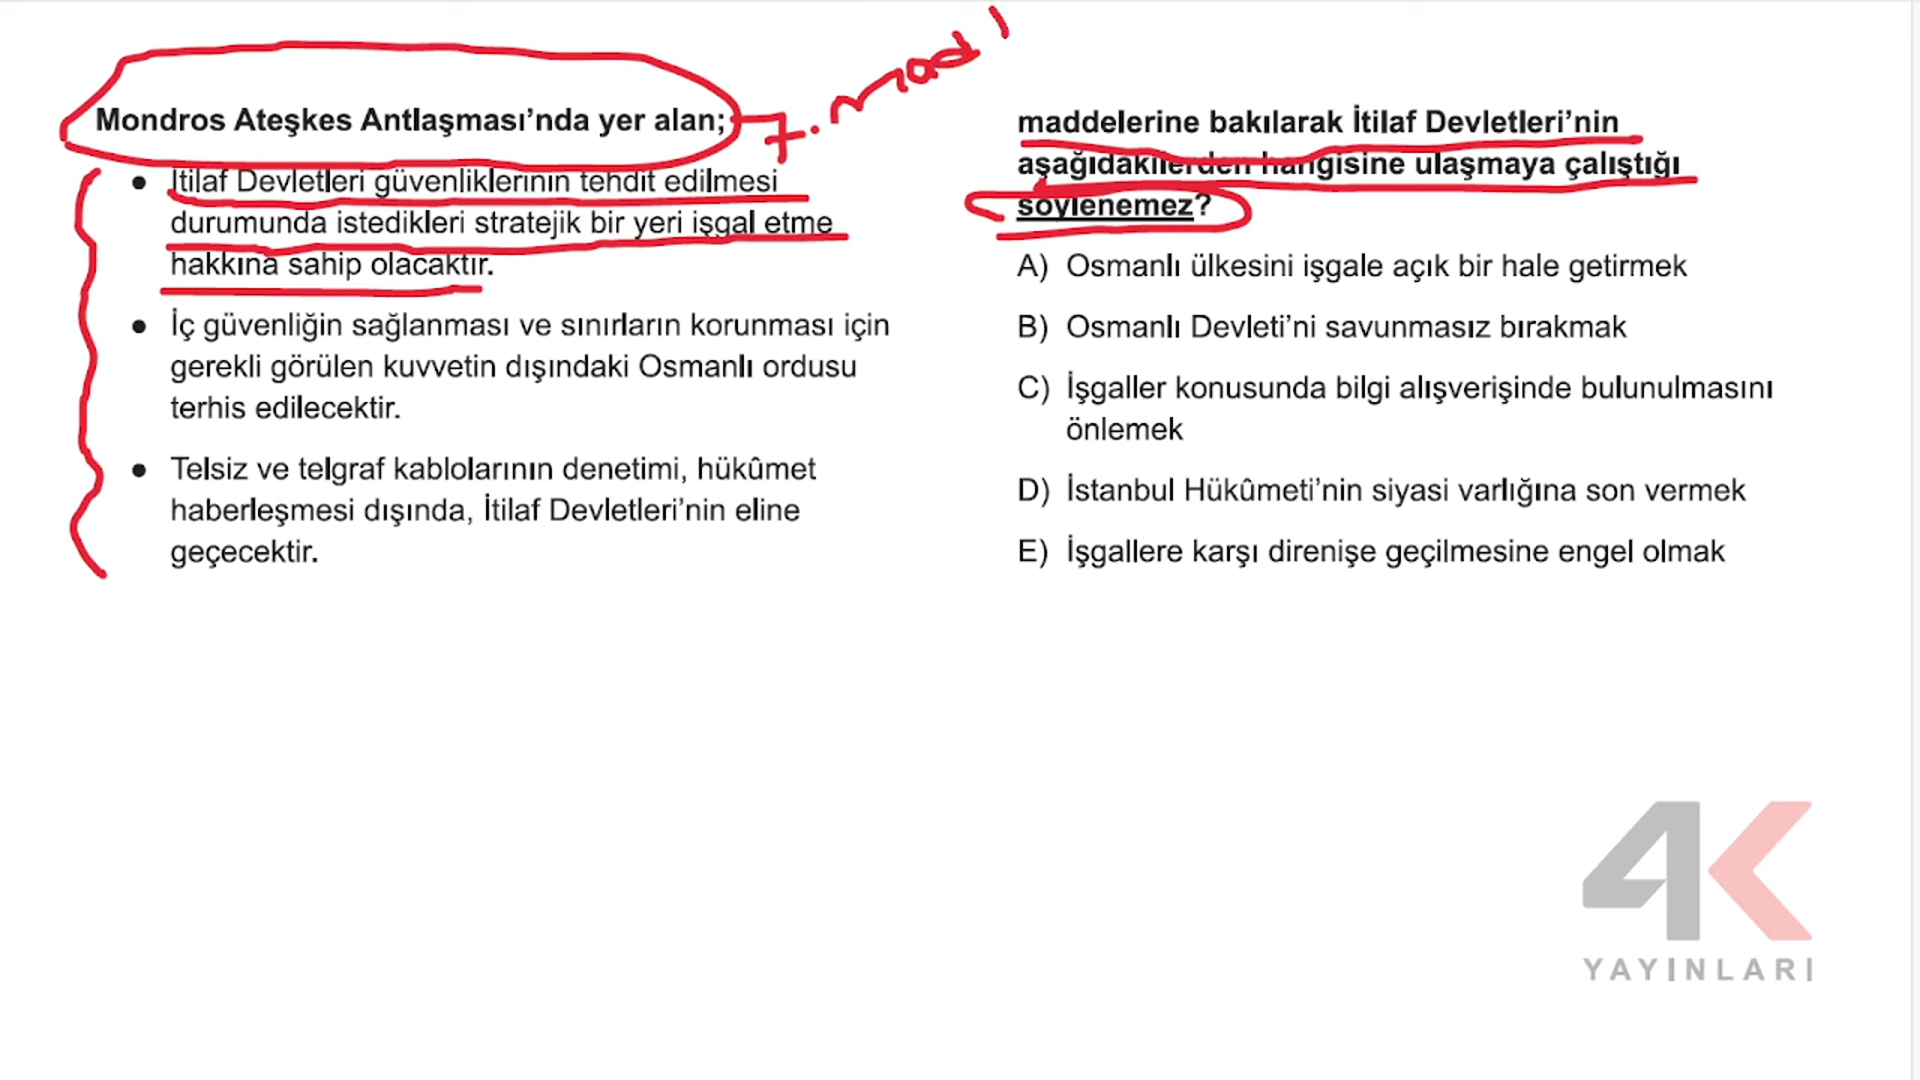 Mondros Ateşkes Antlaşması’nda yer alan;
7. mad
● İtilaf Devletleri güvenliklerinin tehdit edilmesi
durumunda istedikleri stratejik bir yeri işgal etme
hakkına sahip olacaktır.
● İç güvenliğin sağlanması ve sınırların korunması için
gerekli görülen kuvvetin dışındaki Osmanlı ordusu
terhis edilecektir.
● Telsiz ve telgraf kablolarının denetimi, hükûmet
haberleşmesi dışında, İtilaf Devletleri’nin eline
geçecektir.
maddelerine bakılarak İtilaf Devletleri’nin
aşağıdakilerden hangisine ulaşmaya çalıştığı
söylenemez?
A) Osmanlı ülkesini işgale açık bir hale getirmek
B) Osmanlı Devleti’ni savunmasız bırakmak
C) İşgaller konusunda bilgi alışverişinde bulunulmasını
önlemek
D) İstanbul Hükûmeti’nin siyasi varlığına son vermek
E) İşgallere karşı direnişe geçilmesine engel olmak
4K
YAYINLARI